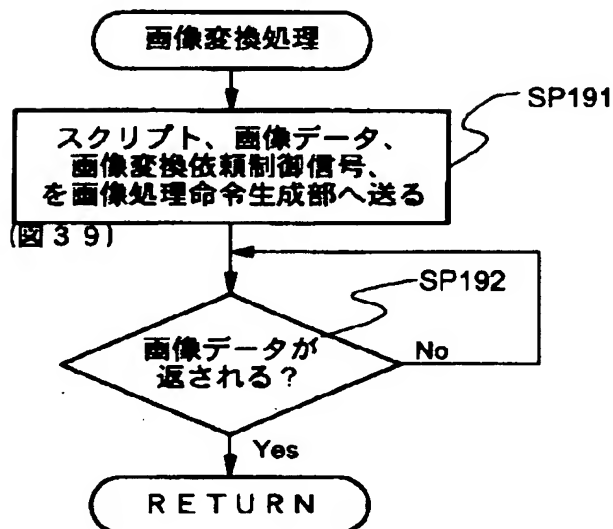 画像変換処理
SP191
スクリプト、画像データ、
画像変換依頼制御信号、
を画像処理命令生成部へ送る
(図39)
SP192
画像データが
返される?
No
Yes
RETURN